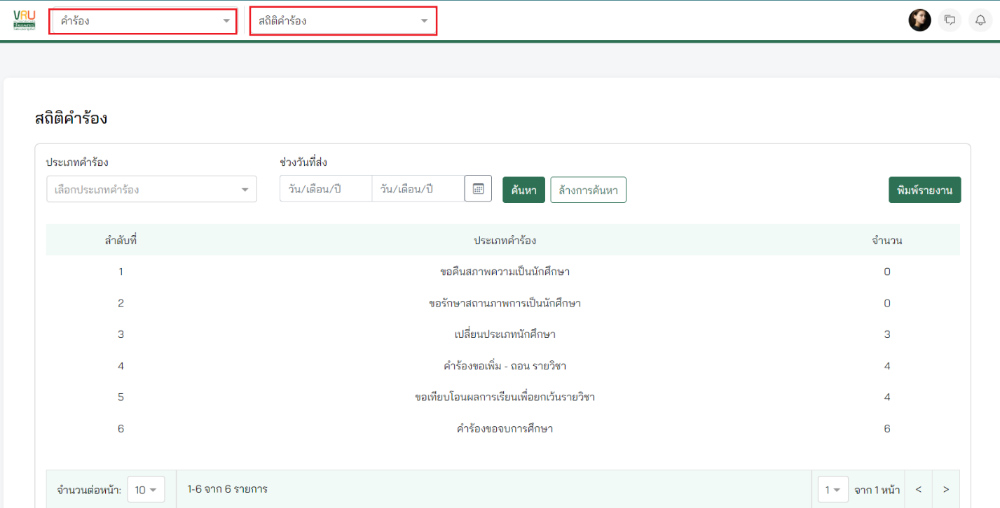 VRU
คำร้อง
สถิติคำร้อง
สถิติคำร้อง
ประเภทคำร้อง ช่วงวันที่ส่ง
เลือกประเภทคำร้อง วัน/เดือน/ปี วัน/เดือน/ปี ค้นหา ล้างการค้นหา พิมพ์รายงาน
ลำดับที่ ประเภทคำร้อง จำนวน
1 ขอคืนสภาพความเป็นนักศึกษา 0
2 ขอรักษาสถานภาพการเป็นนักศึกษา 0
3 เปลี่ยนประเภทนักศึกษา 3
4 คำร้องขอเพิ่ม - ถอน รายวิชา 4
5 ขอเทียบโอนผลการเรียนเพื่อยกเว้นรายวิชา 4
6 คำร้องขอจบการศึกษา 6
จำนวนต่อหน้า: 10 1-6 จาก 6 รายการ 1 จาก 1 หน้า < >